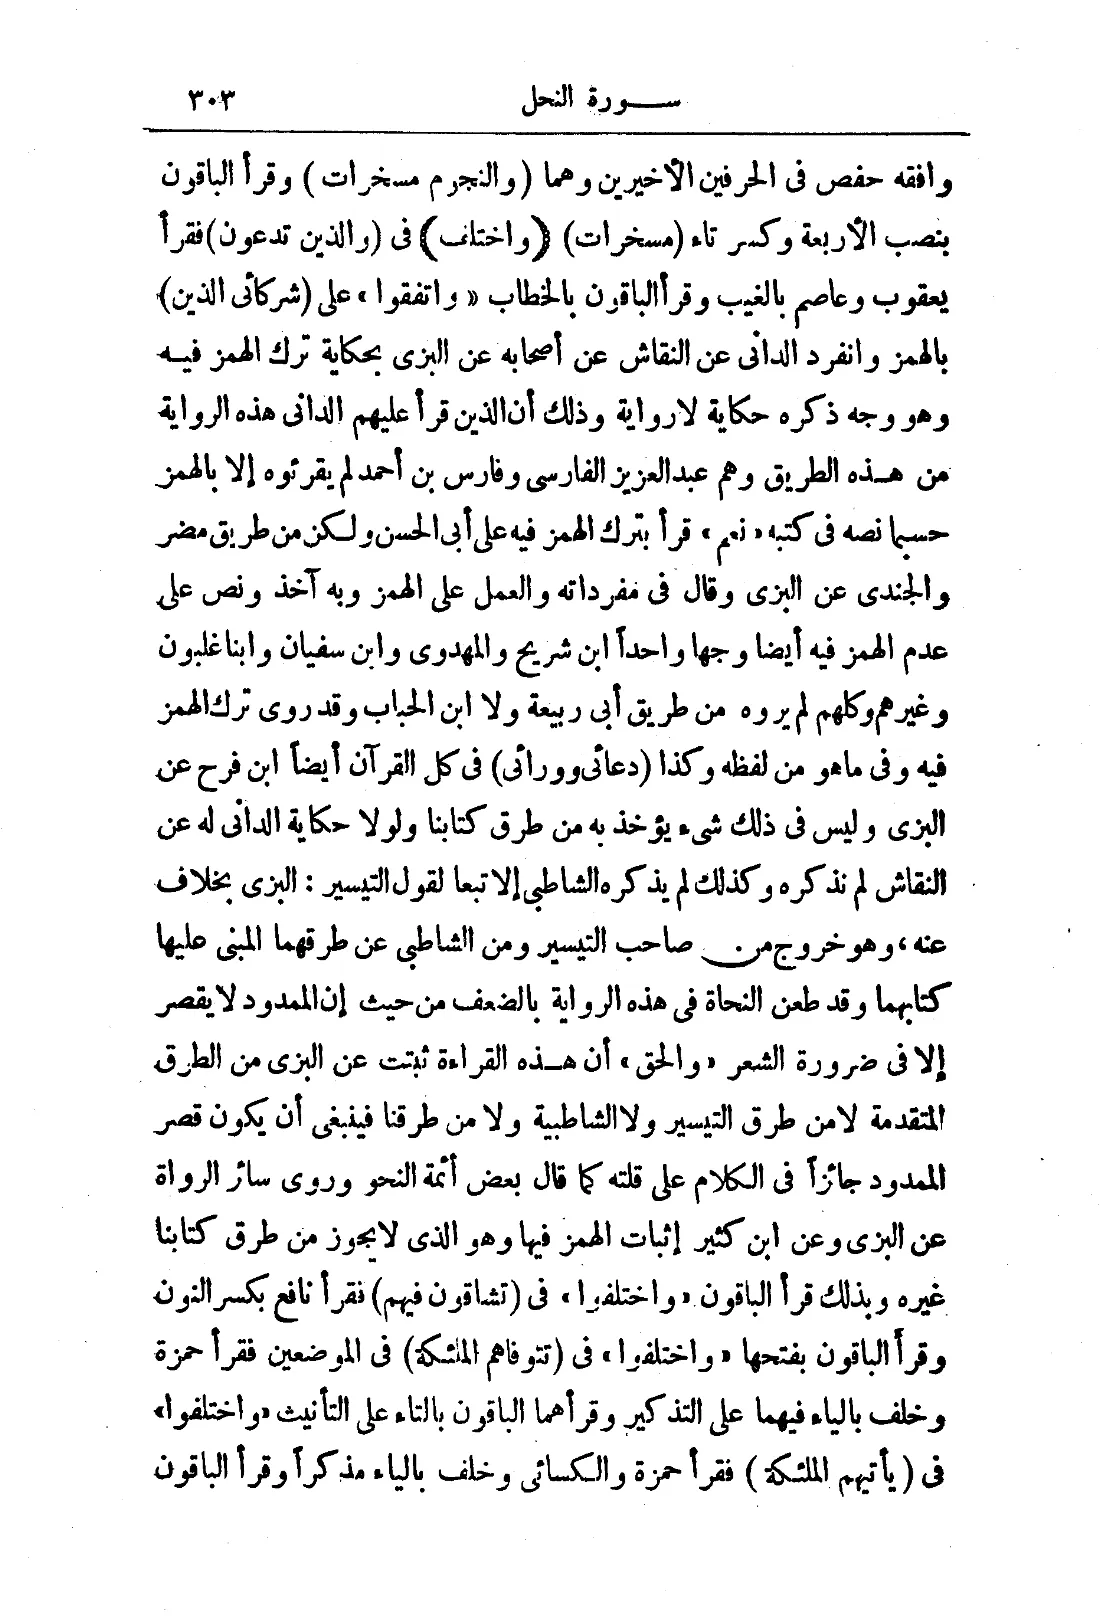 ســـورة النحل ٣٠٣
وافقه حفص فى الحرفين الأخيرين وهما (والنجوم مسخرات) وقرأ الباقون
بنصب الأربعة وكسر تاء (مسخرات) (واختلف) فى (والذين تدعون) فقرأ
يعقوب وعاصم بالغيب وقرأ الباقون بالخطاب « واتفقوا » على (شركائى الذين)
بالهمز وانفرد الدانى عن النقاش عن أصحابه عن البزى بحكاية ترك الهمز فيـه
وهو وجه ذكره حكاية لا رواية وذلك أن الذين قرأ عليهم الدانى هذه الرواية
من هـذه الطريق وهم عبدالعزيز الفارسى وفارس بن أحمد لم يقرئوه إلا بالهمز
حسبما نصه فى كتبه «نعم» قرأ بترك الهمز فيه على أبى الحسن ولكن من طريق مضر
والجندى عن البزى وقال فى مفرداته والعمل على الهمز وبه آخذ ونص على
عدم الهمز فيه أيضا وجها واحداً ابن شريح والمهدوى وابن سفيان وابنا غلبون
وغيرهم وكلهم لم يروه من طريق أبى ربيعة ولا ابن الحباب وقد روى ترك الهمز
فيه وفى ماهو من لفظه وكذا (دعائى وورائى) فى كل القرآن أيضاً ابن فرح عن
البزى وليس فى ذلك شىء يؤخذ به من طرق كتابنا ولولا حكاية الدانى له عن
النقاش لم نذكره وكذلك لم يذكره الشاطبى إلا تبعا لقول التيسير : البزى بخلاف
عنه، وهو خروج من صاحب التيسير ومن الشاطبى عن طرقهما المبنى عليها
كتابهما وقد طعن النحاة فى هذه الرواية بالضعف من حيث إن الممدود لا يقصر
إلا فى ضرورة الشعر «والحق» أن هـذه القراءة ثبتت عن البزى من الطرق
المتقدمة لامن طرق التيسير ولا الشاطبية ولا من طرقنا فينبغى أن يكون قصر
الممدود جائزاً فى الكلام على قلته كما قال بعض أئمة النحو وروى سائر الرواة
عن البزى وعن ابن كثير إثبات الهمز فيها وهو الذى لا يجوز من طرق كتابنا
غيره وبذلك قرأ الباقون «واختلفوا» فى (تشاقون فيهم) فقرأ نافع بكسر النون
وقرأ الباقون بفتحها «واختلفوا» فى (تتوفاهم الملئكة) فى الموضعين فقرأ حمزة
وخلف بالياء فيهما على التذكير وقرأهما الباقون بالتاء على التأنيث «واختلفوا»
فى (يأتيهم الملئكة) فقرأ حمزة والكسائى وخلف بالياء مذكراً وقرأ الباقون